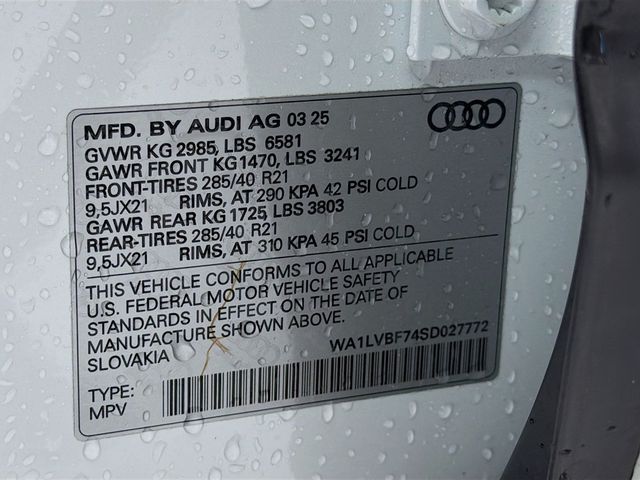 MFD. BY AUDI AG 03 25
GVWR KG 2985, LBS 6581
GAWR FRONT KG1470, LBS 3241
FRONT-TIRES 285/40 R21
9,5JX21 RIMS, AT 290 KPA 42 PSI COLD
GAWR REAR KG 1725 LBS 3803
REAR-TIRES 285/40 R21
9,5JX21 RIMS, AT 310 KPA 45 PSI COLD
THIS VEHICLE CONFORMS TO ALL APPLICABLE
U.S. FEDERAL MOTOR VEHICLE SAFETY
STANDARDS IN EFFECT ON THE DATE OF
MANUFACTURE SHOWN ABOVE.
SLOVAKIA WA1LVBF74SD027772
TYPE:
MPV